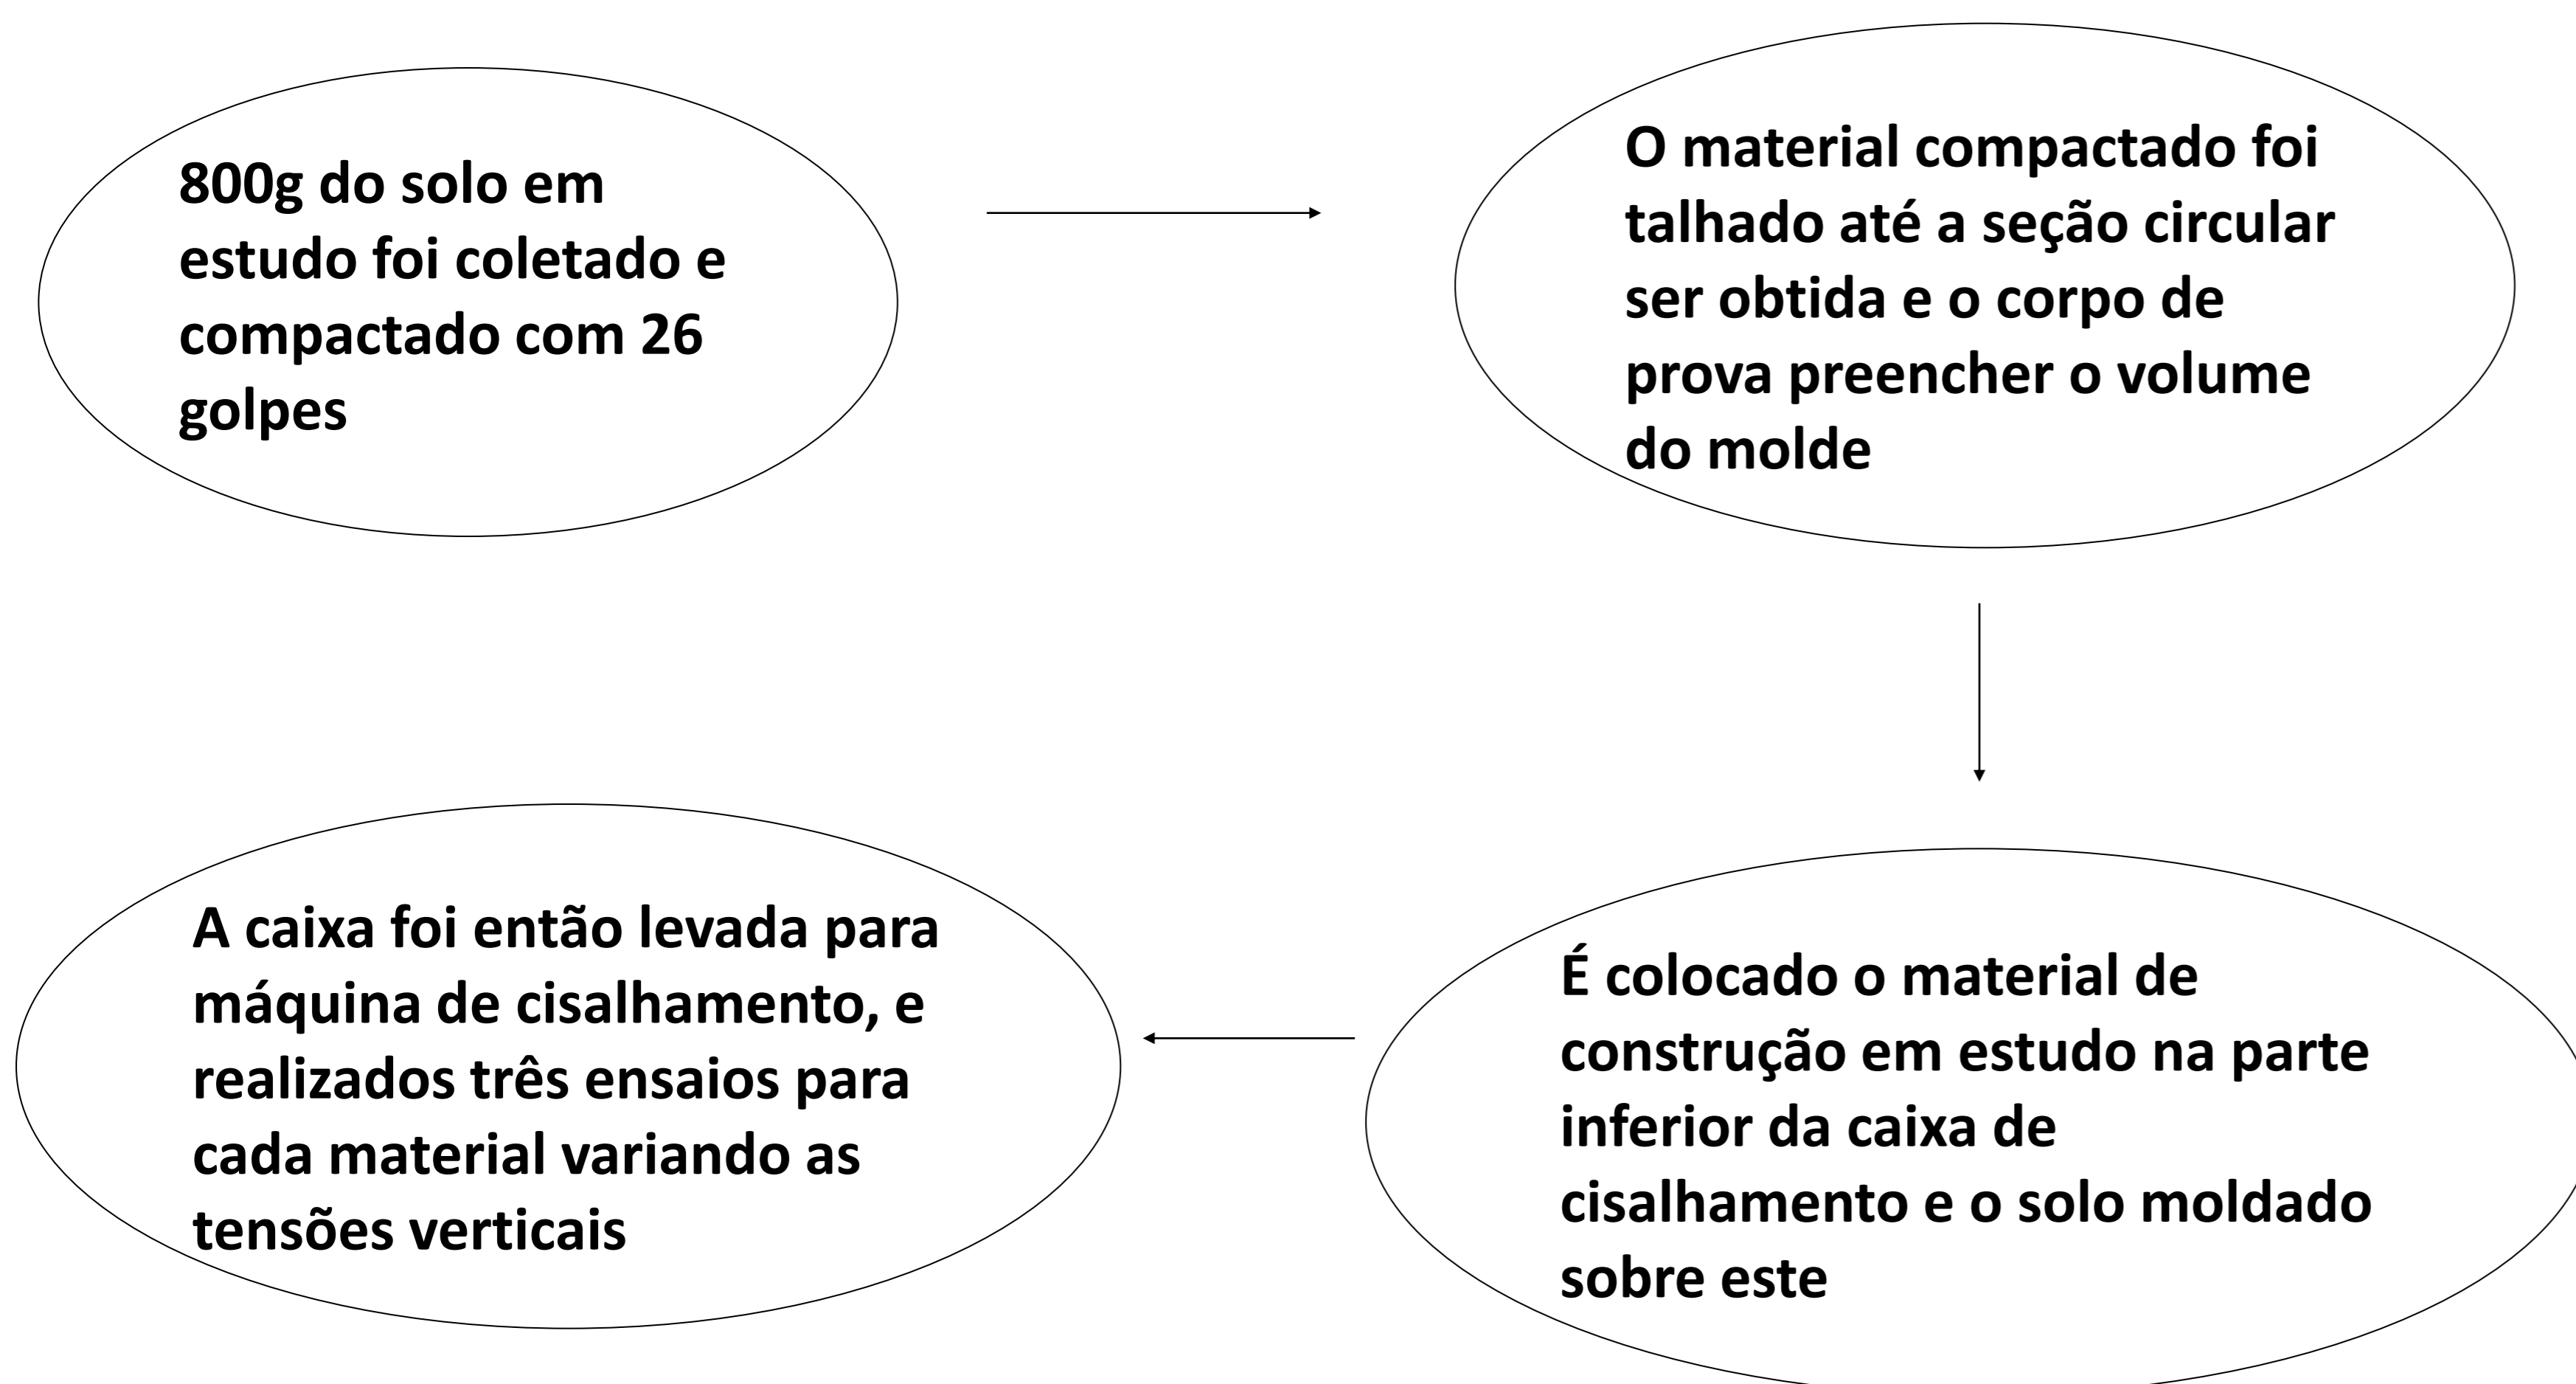 800g do solo em
estudo foi coletado e
compactado com 26
golpes
O material compactado foi
talhado até a seção circular
ser obtida e o corpo de
prova preencher o volume
do molde
É colocado o material de
construção em estudo na parte
inferior da caixa de
cisalhamento e o solo moldado
sobre este
A caixa foi então levada para
máquina de cisalhamento, e
realizados três ensaios para
cada material variando as
tensões verticais